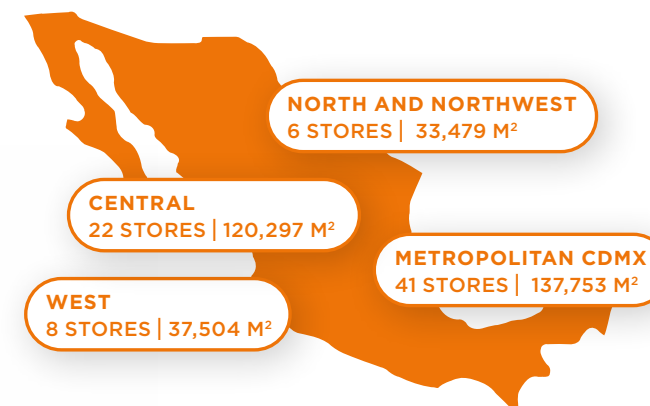 NORTH AND NORTHWEST
6 STORES | 33,479 M²
CENTRAL
22 STORES | 120,297 M²
METROPOLITAN CDMX
41 STORES | 137,753 M²
WEST
8 STORES | 37,504 M²